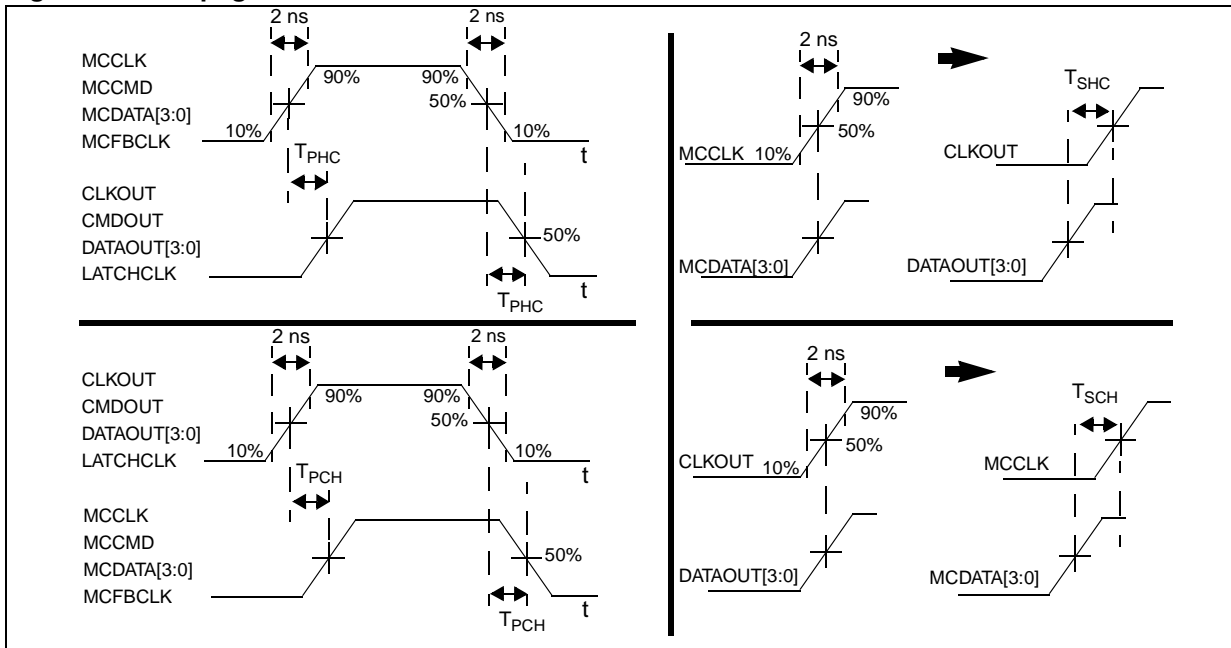 2 ns
2 ns
MCCLK
MCCMD
MCDATA[3:0]
MCFBCLK
10%
90%
90%
50%
10%
t
TPHC
CLKOUT
CMDOUT
DATAOUT[3:0]
LATCHCLK
50%
TPHC
t
2 ns
MCCLK 10%
90%
50%
MCDATA[3:0]
TSHC
CLKOUT
DATAOUT[3:0]
2 ns
2 ns
CLKOUT
CMDOUT
DATAOUT[3:0]
LATCHCLK
10%
90%
90%
50%
10%
t
TPCH
MCCLK
MCCMD
MCDATA[3:0]
MCFBCLK
50%
TPCH
t
2 ns
90%
50%
CLKOUT 10%
DATAOUT[3:0]
TSCH
MCCLK
MCDATA[3:0]